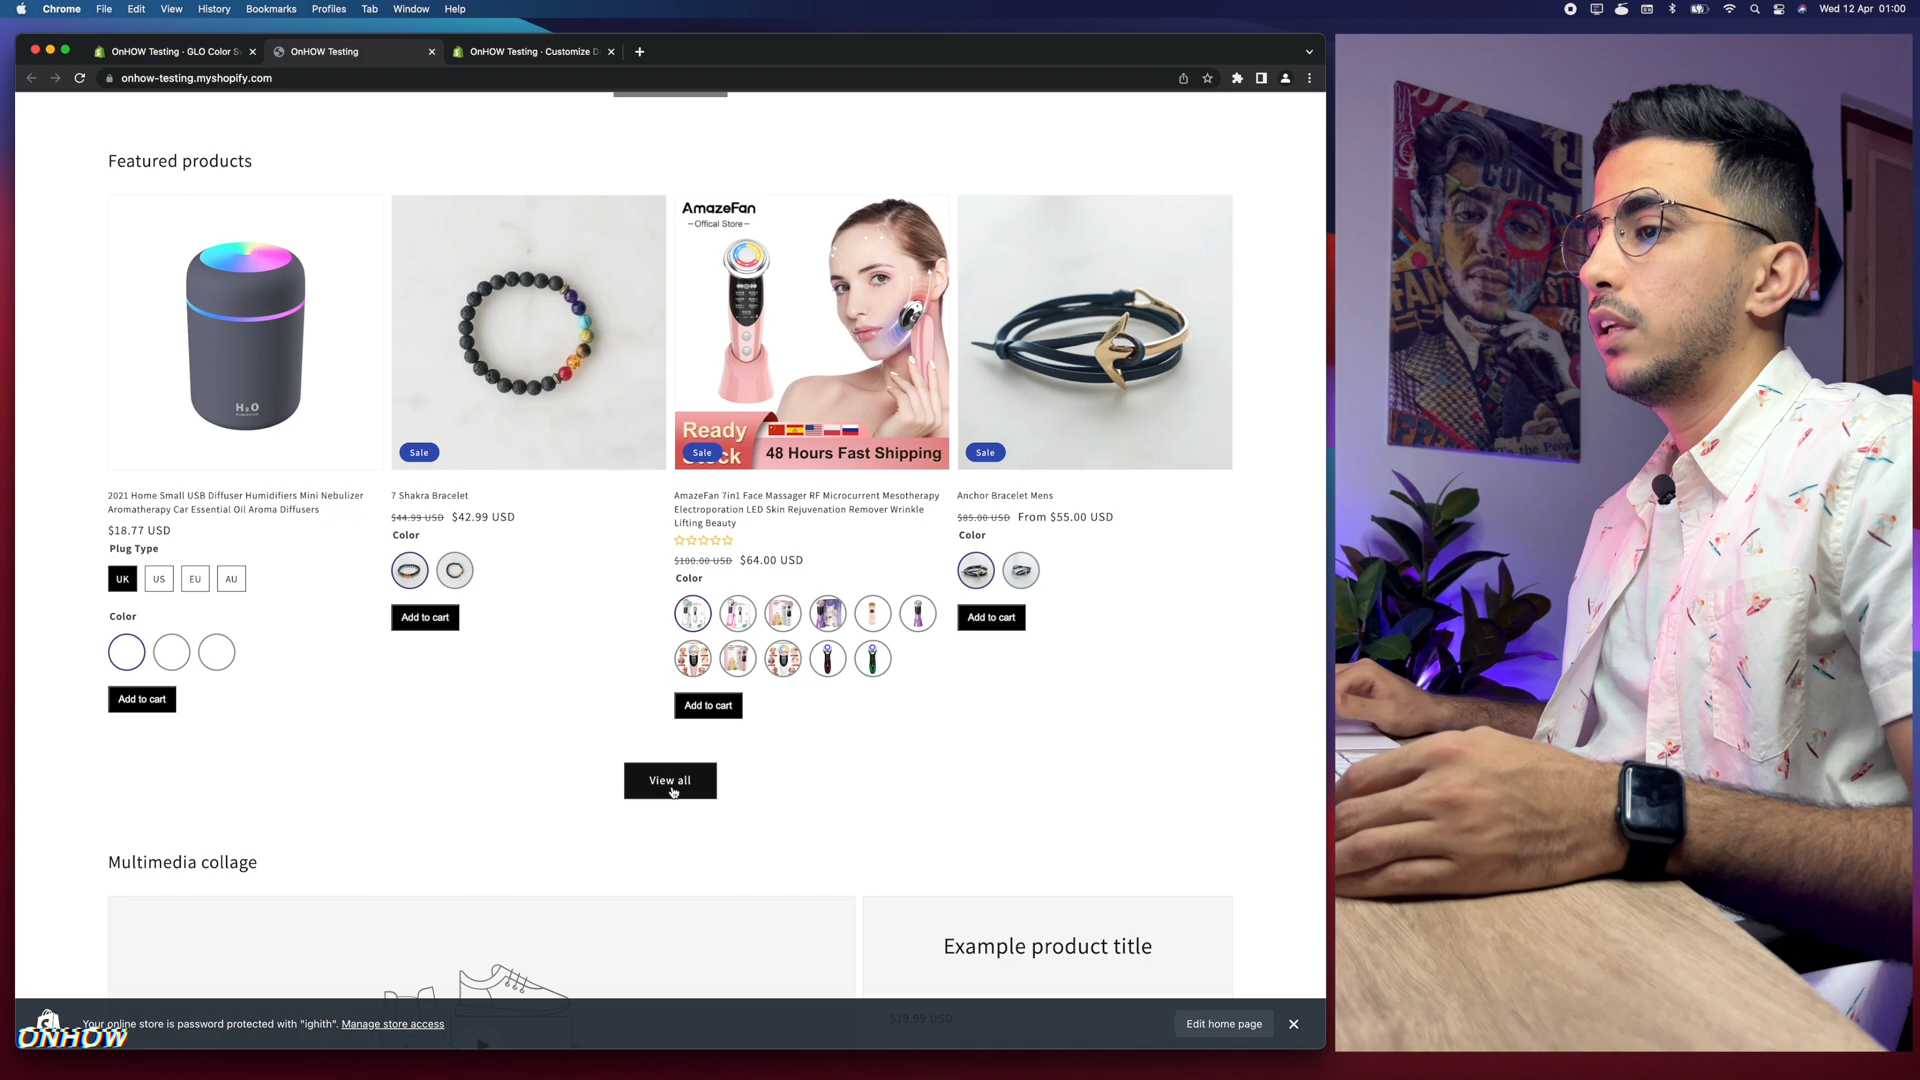 Chrome File Edit View History Bookmarks Profiles Tab Window Help
Wed 12 Apr 01:00
OnHOW Testing · GLO Color S
OnHOW Testing
OnHOW Testing · Customize D
onhow-testing.myshopify.com
Featured products
H₂O
HUMIDIFIER
AmazeFan
–Offical Store–
Ready
48 Hours Fast Shipping
Sale
Sale
Sale
2021 Home Small USB Diffuser Humidifiers Mini Nebulizer
Aromatherapy Car Essential Oil Aroma Diffusers
$18.77 USD
Plug Type
UK US EU AU
Color
Add to cart
7 Shakra Bracelet
$44.99 USD $42.99 USD
Color
Add to cart
AmazeFan 7in1 Face Massager RF Microcurrent Mesotherapy
Electroporation LED Skin Rejuvenation Remover Wrinkle
Lifting Beauty
$100.00 USD $64.00 USD
Color
Add to cart
Anchor Bracelet Mens
$85.00 USD From $55.00 USD
Color
Add to cart
View all
Multimedia collage
Example product title
$19.99 USD
Your online store is password protected with "ighith". Manage store access
Edit home page
ONHOW